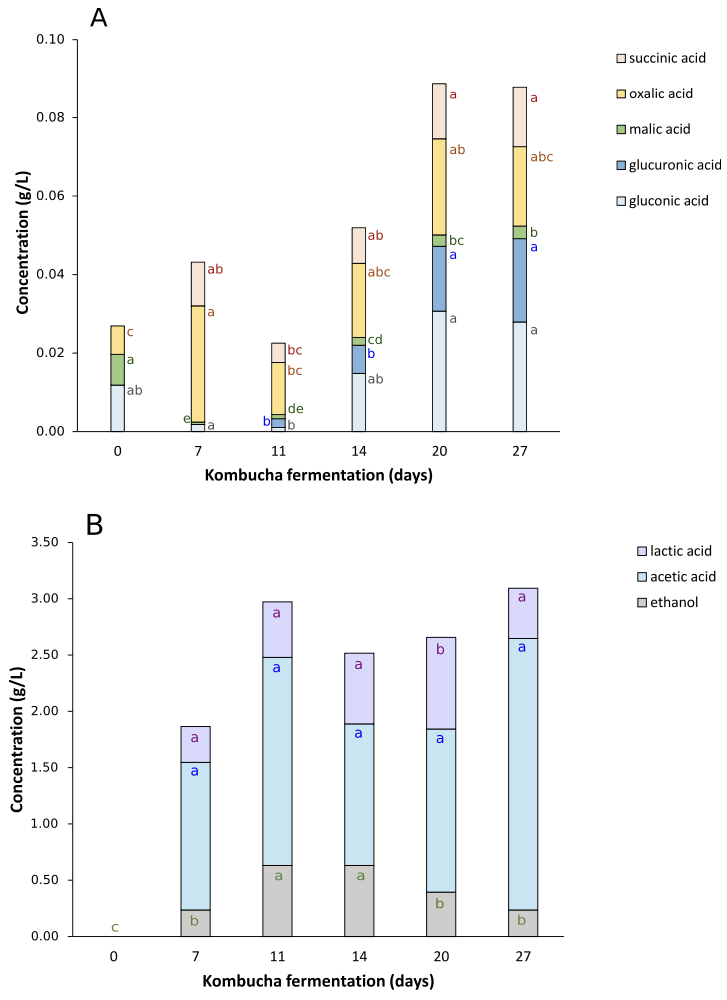 A
0.10
0.08
0.06
0.04
0.02
0.00
Concentration (g/L)
c
a
ab
ab
a
e
a
bc
bc
de
b
b
ab
abc
cd
b
ab
a
ab
bc
a
a
a
abc
b
a
a
0 7 11 14 20 27
Kombucha fermentation (days)
succinic acid
oxalic acid
malic acid
glucuronic acid
gluconic acid
B
3.50
3.00
2.50
2.00
1.50
1.00
0.50
0.00
Concentration (g/L)
c
a
a
b
a
a
a
a
a
a
b
a
b
a
a
b
0 7 11 14 20 27
Kombucha fermentation (days)
lactic acid
acetic acid
ethanol